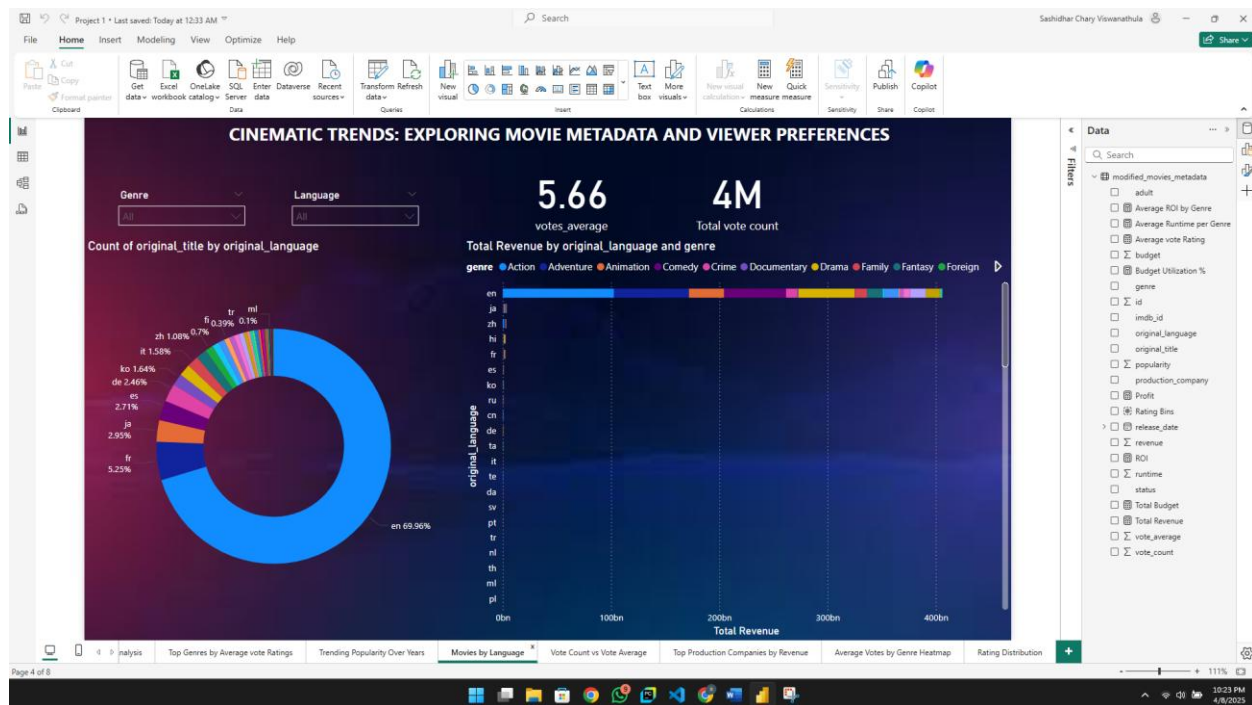 Project 1 • Last saved: Today at 12:33 AM
Search
Sashidhar Chary Viswanathula
File Home Insert Modeling View Optimize Help
Share
Paste
Cut
Copy
Format painter
Clipboard
Get data
Excel workbook
OneLake catalog
SQL Server
Enter data
Dataverse
Recent sources
Data
Transform data
Refresh
Queries
New visual
Text box
More visuals
Insert
New visual calculation
New measure
Quick measure
Calculations
Sensitivity
Sensitivity
Publish
Share
Copilot
Copilot
CINEMATIC TRENDS: EXPLORING MOVIE METADATA AND VIEWER PREFERENCES
Genre
All
Language
All
5.66
votes_average
4M
Total vote count
Count of original_title by original_language
ml
0.1%
tr
0.39%
fi
0.7%
zh 1.08%
it 1.58%
ko 1.64%
de 2.46%
es
2.71%
ja
2.95%
fr
5.25%
en 69.96%
Total Revenue by original_language and genre
genre Action Adventure Animation Comedy Crime Documentary Drama Family Fantasy Foreign
original_language
en
ja
zh
hi
fr
es
ko
ru
cn
de
ta
it
te
da
sv
pt
tr
nl
th
ml
pl
0bn 100bn 200bn 300bn 400bn
Total Revenue
Filters
Data
Search
modified_movies_metadata
adult
Average ROI by Genre
Average Runtime per Genre
Average vote Rating
budget
Budget Utilization %
genre
id
imdb_id
original_language
original_title
popularity
production_company
Profit
Rating Bins
release_date
revenue
ROI
runtime
status
Total Budget
Total Revenue
vote_average
vote_count
nalysis
Top Genres by Average vote Ratings
Trending Popularity Over Years
Movies by Language
Vote Count vs Vote Average
Top Production Companies by Revenue
Average Votes by Genre Heatmap
Rating Distribution
Page 4 of 8
111%
10:23 PM
4/8/2025